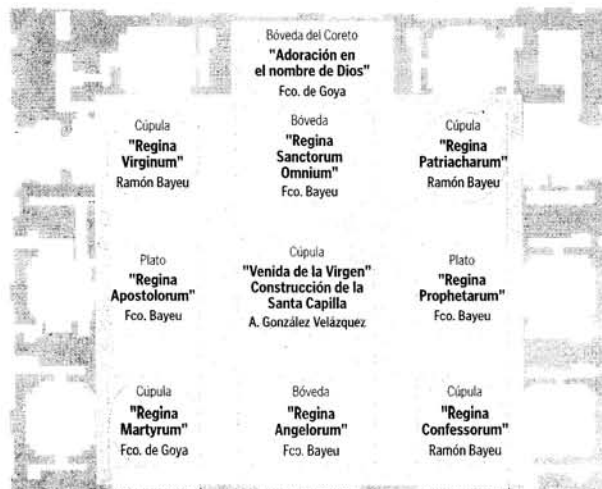 Bóveda del Coreto
"Adoración en
el nombre de Dios"
Fco. de Goya
Cúpula
"Regina
Virginum"
Ramón Bayeu
Bóveda
"Regina
Sanctorum
Omnium"
Fco. Bayeu
Cúpula
"Regina
Patriacharum"
Ramón Bayeu
Plato
"Regina
Apostolorum"
Fco. Bayeu
Cúpula
"Venida de la Virgen"
Construcción de la
Santa Capilla
A. González Velázquez
Plato
"Regina
Prophetarum"
Fco. Bayeu
Cúpula
"Regina
Martyrum"
Fco. de Goya
Bóveda
"Regina
Angelorum"
Fco. Bayeu
Cúpula
"Regina
Confessorum"
Ramón Bayeu